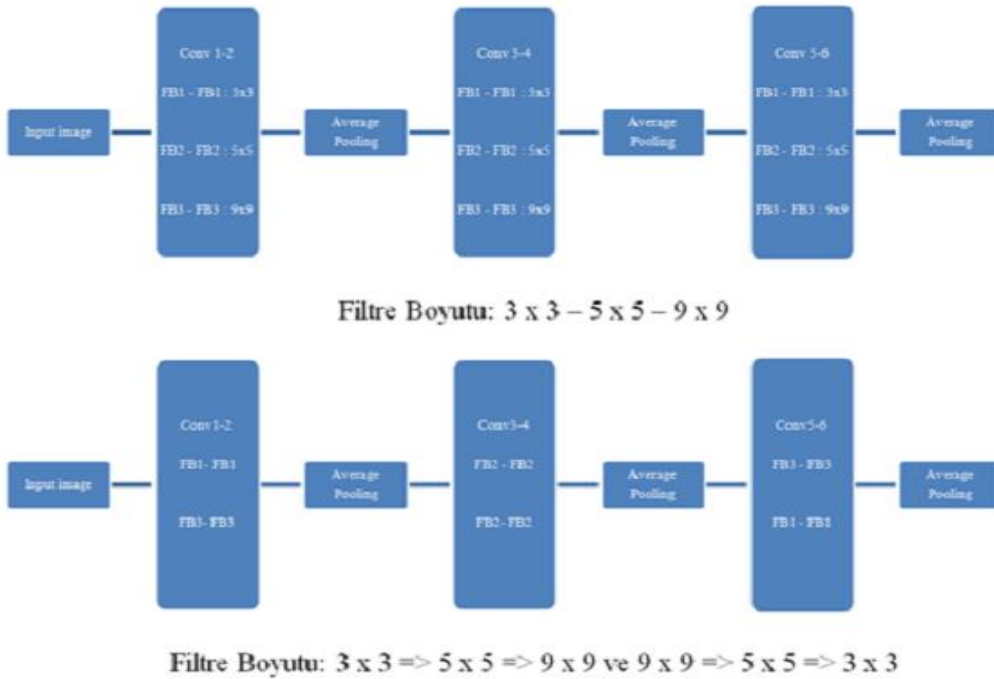 Input image
Conv 1-2
FB1 - FB1 : 3x3
FB2 - FB2 : 5x5
FB3 - FB3 : 9x9
Average
Pooling
Conv 3-4
FB1 - FB1 : 3x3
FB2 - FB2 : 5x5
FB3 - FB3 : 9x9
Average
Pooling
Conv 5-6
FB1 - FB1 : 3x3
FB2 - FB2 : 5x5
FB3 - FB3 : 9x9
Average
Pooling
Filtre Boyutu: 3 x 3 – 5 x 5 – 9 x 9
Input image
Conv1-2
FB1- FB1
FB3- FB3
Average
Pooling
Conv3-4
FB2 - FB2
FB2- FB2
Average
Pooling
Conv5-6
FB3 - FB3
FB1 - FB1
Average
Pooling
Filtre Boyutu: 3 x 3 => 5 x 5 => 9 x 9 ve 9 x 9 => 5 x 5 => 3 x 3